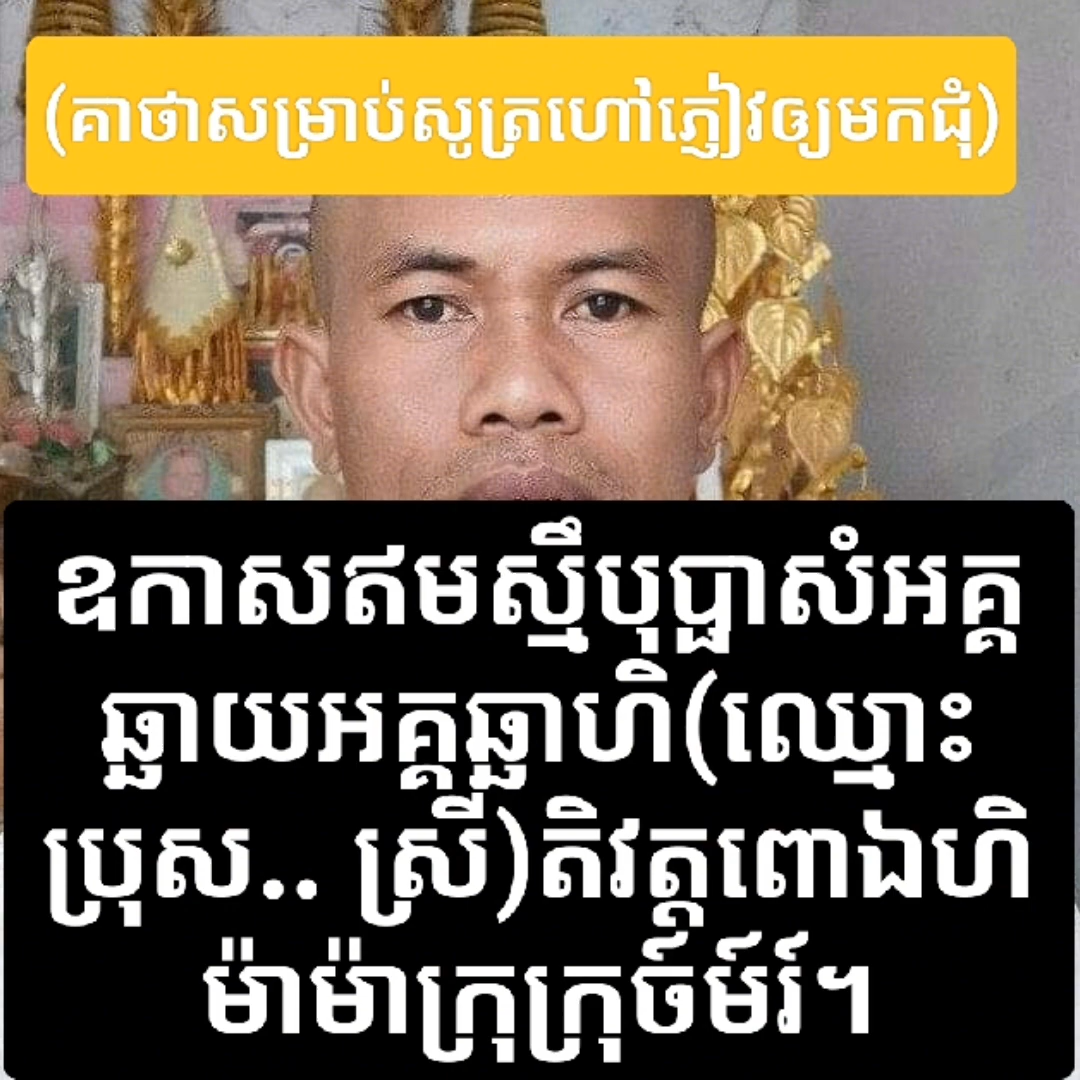 (គាថាសម្រាប់សូត្រហៅភ្ញៀវឲ្យមកជុំ)
ឧកាសឥមស្មឹបុប្ផាសំអគ្គ
ឆ្ឆាយអគ្គឆ្ឆាហិ(ឈ្មោះ
ប្រុស.. ស្រី)តិវត្តពោឯហិ
ម៉ាម៉ាក្រុក្រុច៍ម៍រ៍។